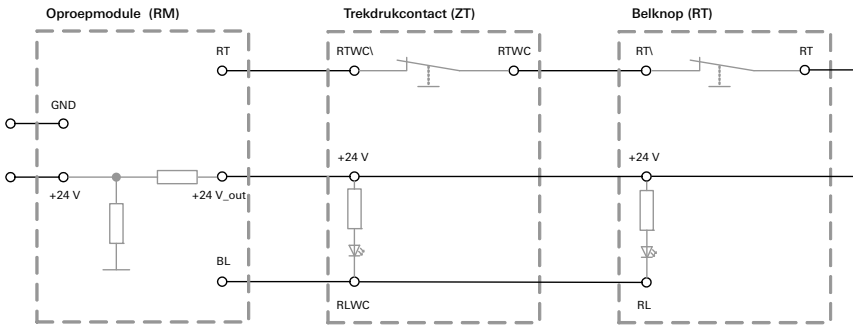 Oproepmodule (RM) Trekdrukcontact (ZT) Belknop (RT)
RT RTWC\ RTWC RT\ RT
GND
+24 V +24 V
+24 V +24 V_out
BL
RLWC RL